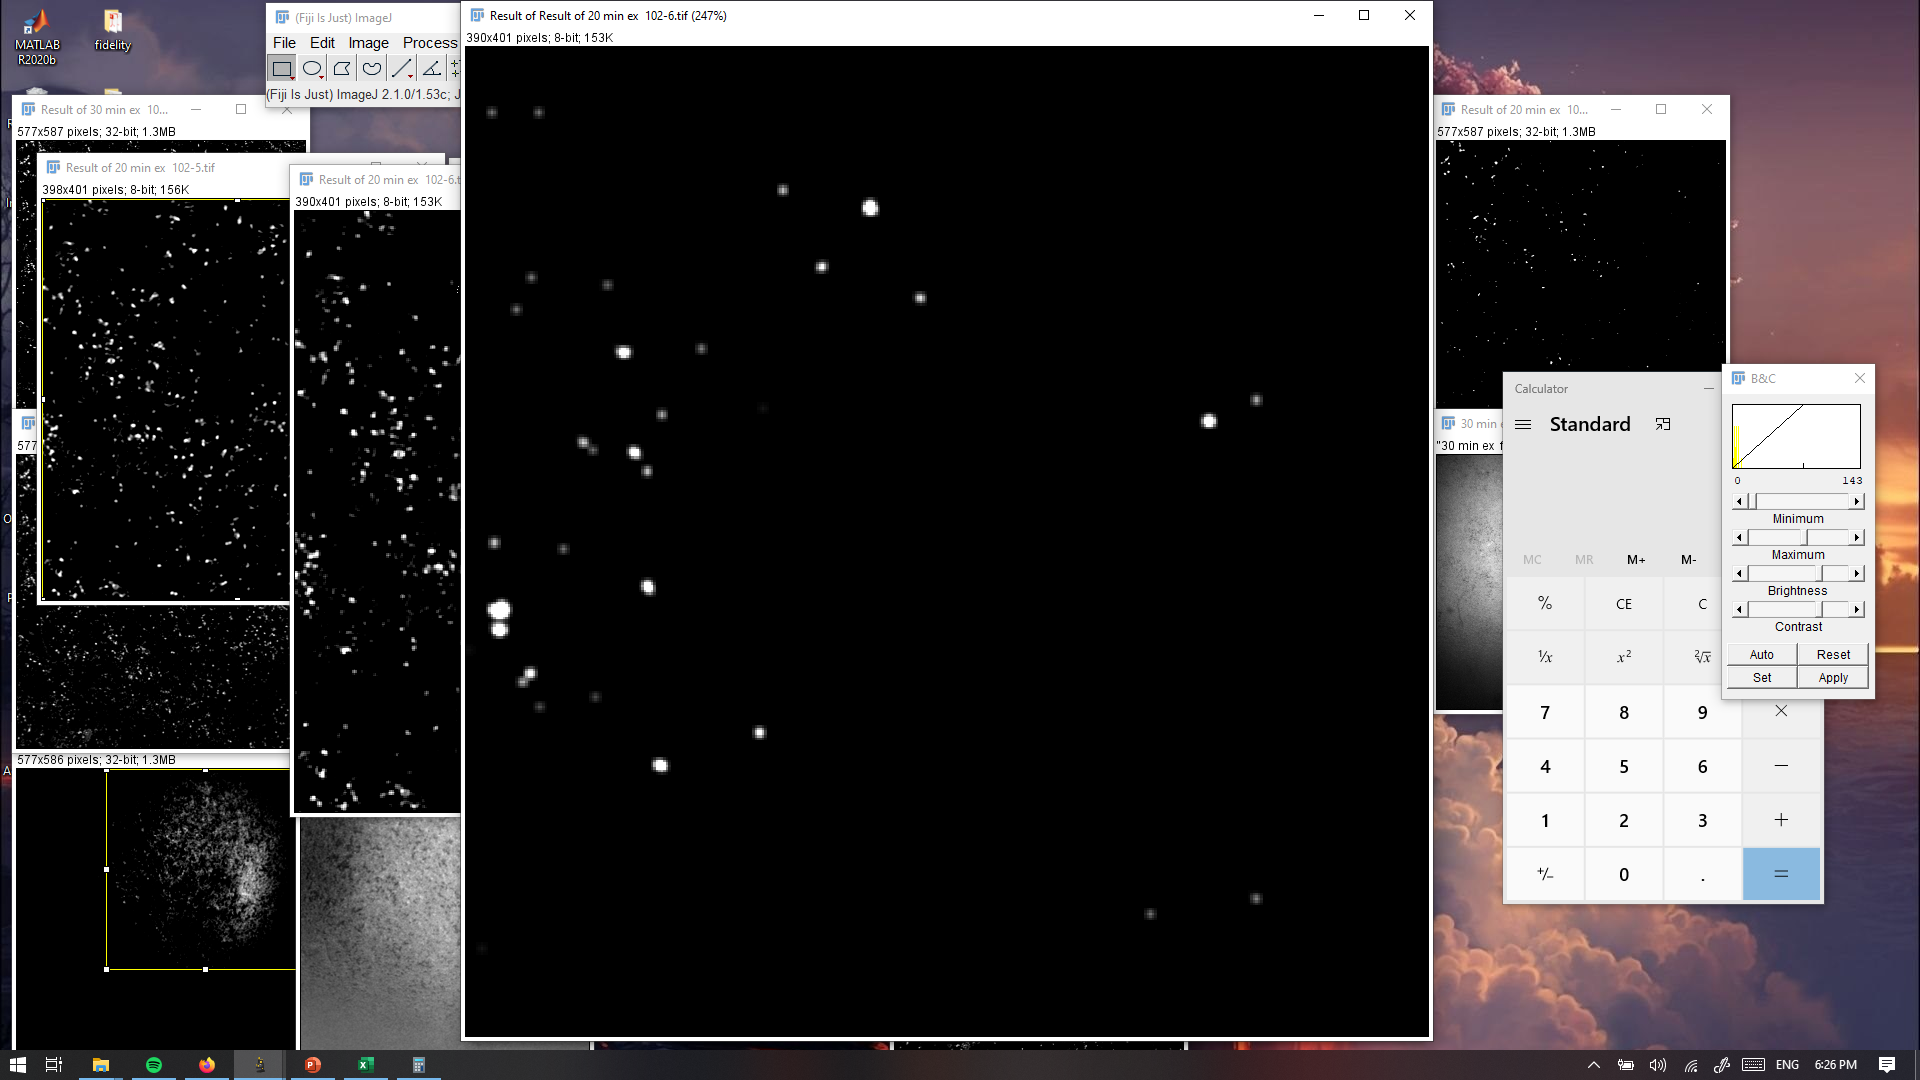 MATLAB
R2020b
fidelity
(Fiji Is Just) ImageJ
File Edit Image Process
(Fiji Is Just) ImageJ 2.1.0/1.53c; J
Result of Result of 20 min ex 102-6.tif (247%)
390x401 pixels; 8-bit; 153K
Result of 30 min ex 10...
577x587 pixels; 32-bit; 1.3MB
Result of 20 min ex 102-5.tif
398x401 pixels; 8-bit; 156K
Result of 20 min ex 102-6.t
390x401 pixels; 8-bit; 153K
577
577x586 pixels; 32-bit; 1.3MB
Result of 20 min ex 10...
577x587 pixels; 32-bit; 1.3MB
30 min e
"30 min ex f
Calculator
Standard
MC MR M+ M-
% CE C
¹/x x² ²√x
7 8 9 ×
4 5 6 −
1 2 3 +
+/− 0 . =
B&C
0 143
Minimum
Maximum
Brightness
Contrast
Auto Reset
Set Apply
ENG 6:26 PM